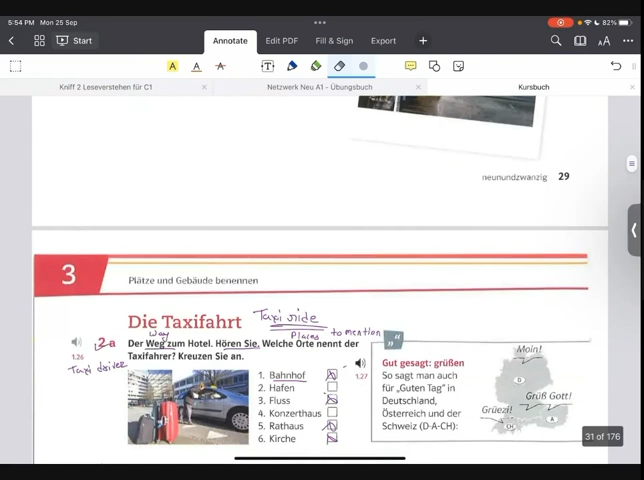 5:54 PM Mon 25 Sep
82%
Start
Annotate
Edit PDF
Fill & Sign
Export
Kniff 2 Leseverstehen für C1
Netzwerk Neu A1 - Übungsbuch
Kursbuch
neunundzwanzig 29
3
Plätze und Gebäude benennen
Die Taxifahrt
Taxi ride
way
Places
to mention
2a
1.26
Taxi driver
Der Weg zum Hotel. Hören Sie. Welche Orte nennt der
Taxifahrer? Kreuzen Sie an.
1. Bahnhof
2. Hafen
3. Fluss
4. Konzerthaus
5. Rathaus
6. Kirche
1.27
Gut gesagt: grüßen
So sagt man auch
für „Guten Tag" in
Deutschland,
Österreich und der
Schweiz (D-A-CH):
Moin!
D
Grüß Gott!
Grüezi!
CH
A
31 of 176